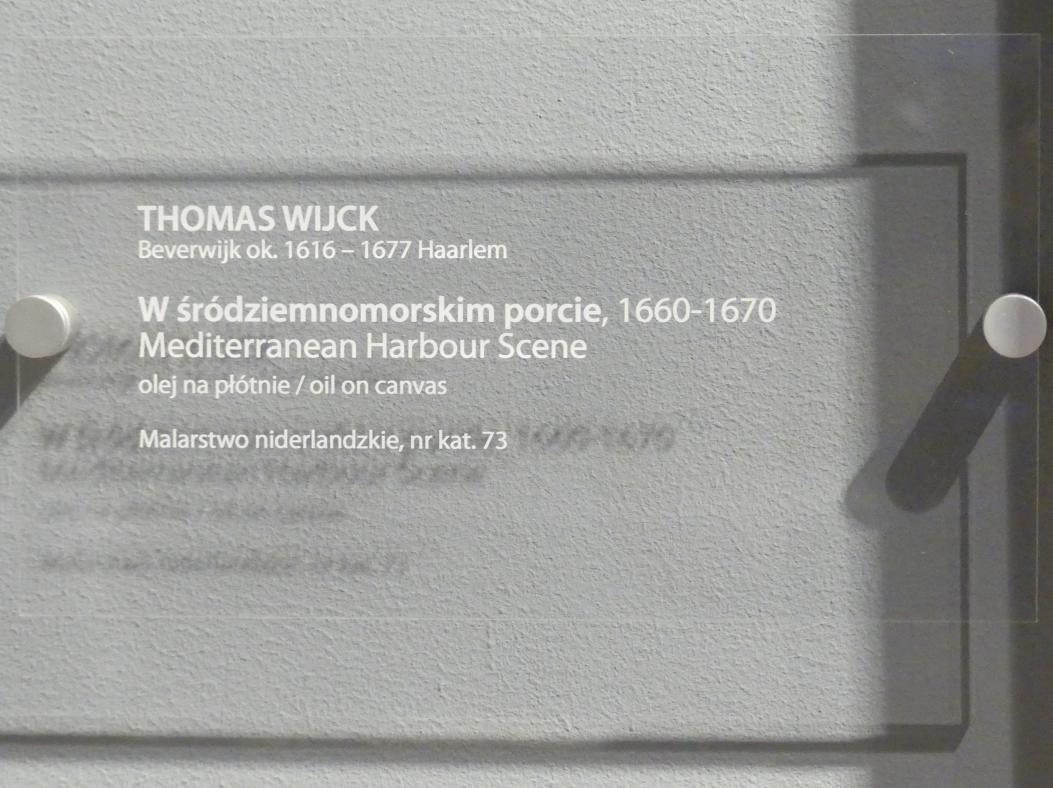 THOMAS WIJCK
Beverwijk ok. 1616 – 1677 Haarlem
W śródziemnomorskim porcie, 1660-1670
Mediterranean Harbour Scene
olej na płótnie / oil on canvas
Malarstwo niderlandzkie, nr kat. 73